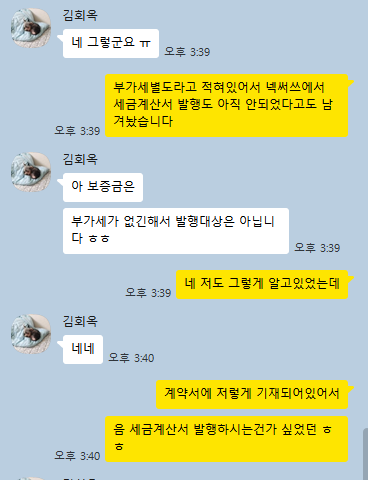 김회옥
네 그렇군요 ㅠ
오후 3:39
부가세별도라고 적혀있어서 넥써쓰에서
세금계산서 발행도 아직 안되었다고도 남
겨놨습니다
오후 3:39
김회옥
아 보증금은
부가세가 없긴해서 발행대상은 아닙니
다 ㅎㅎ
오후 3:39
네 저도 그렇게 알고있었는데
오후 3:39
김회옥
네네
오후 3:40
계약서에 저렇게 기재되어있어서
음 세금계산서 발행하시는건가 싶었던 ㅎ
ㅎ
오후 3:40